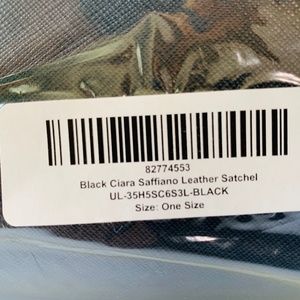 82774553
Black Ciara Saffiano Leather Satchel
UL-35H5SC6S3L-BLACK
Size: One Size